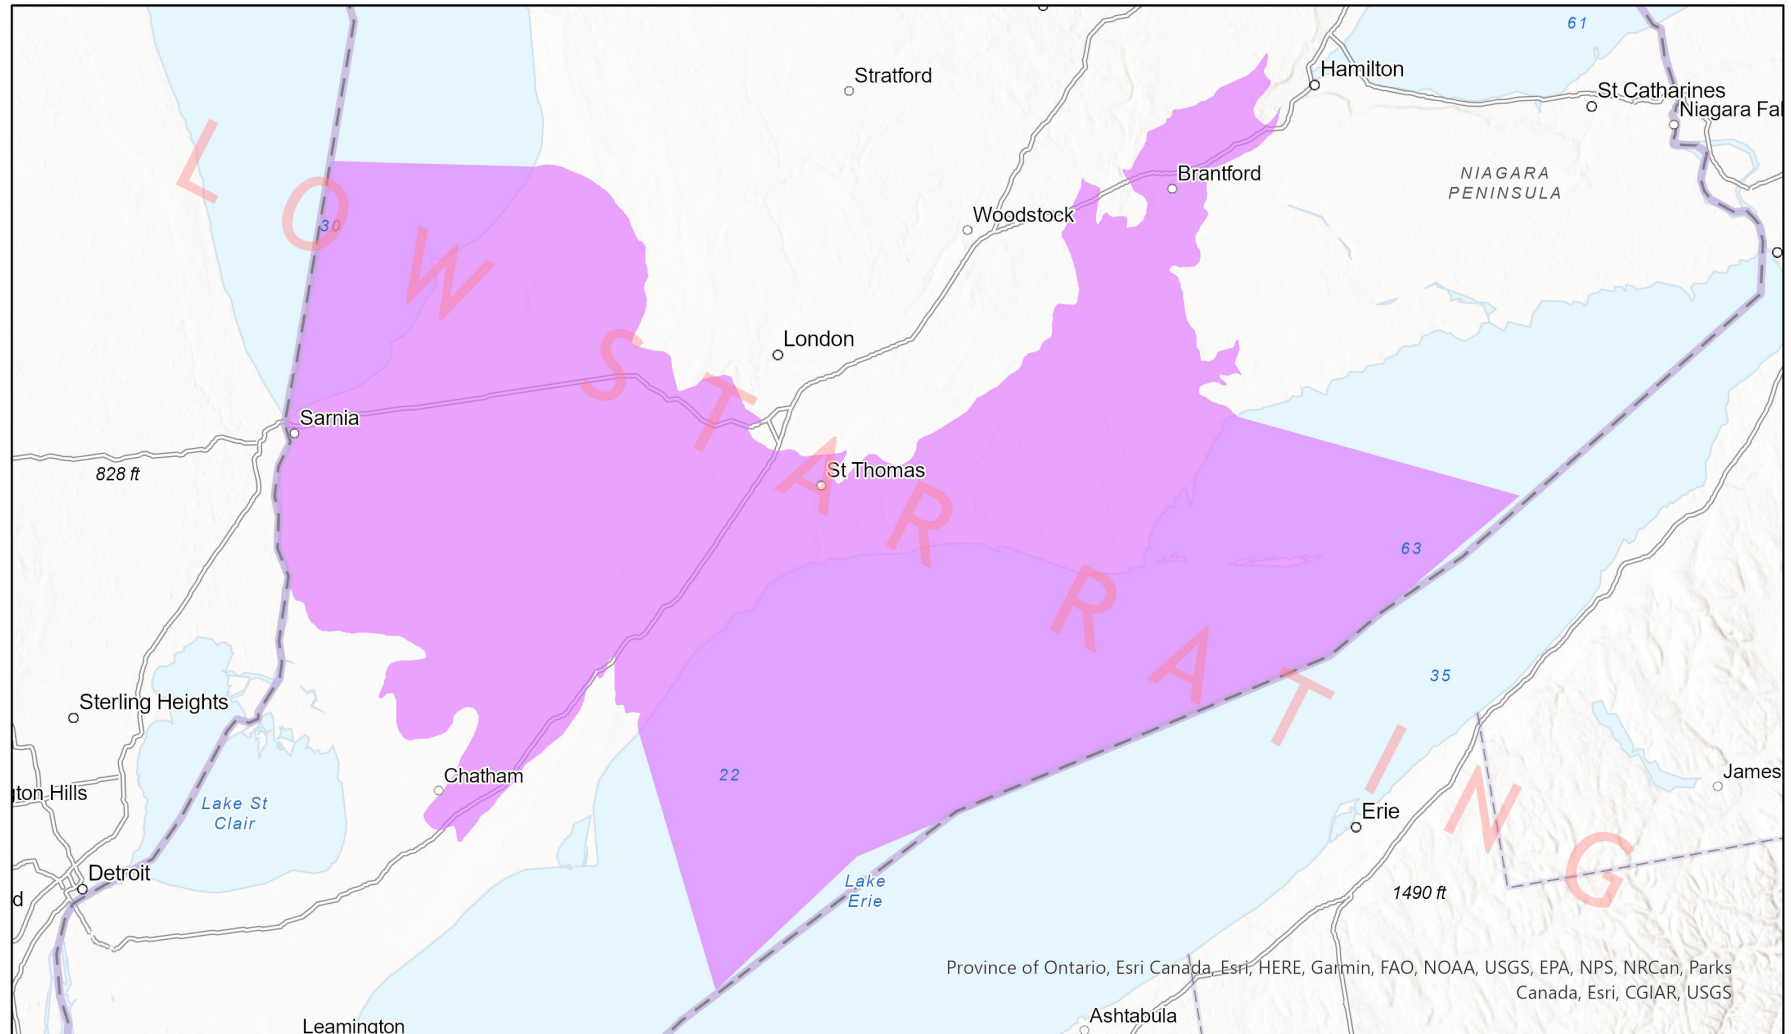 61
Hamilton
Stratford
St Catharines
Niagara Fal
NIAGARA
PENINSULA
Brantford
Woodstock
30
London
Sarnia
828 ft
St Thomas
63
35
Sterling Heights
22
Chatham
James
gton Hills
Lake St
Clair
Erie
Detroit
Lake
Erie
1490 ft
d
Province of Ontario, Esri Canada, Esri, HERE, Garmin, FAO, NOAA, USGS, EPA, NPS, NRCan, Parks
Canada, Esri, CGIAR, USGS
Ashtabula
Leamington
LOW STAR RATING